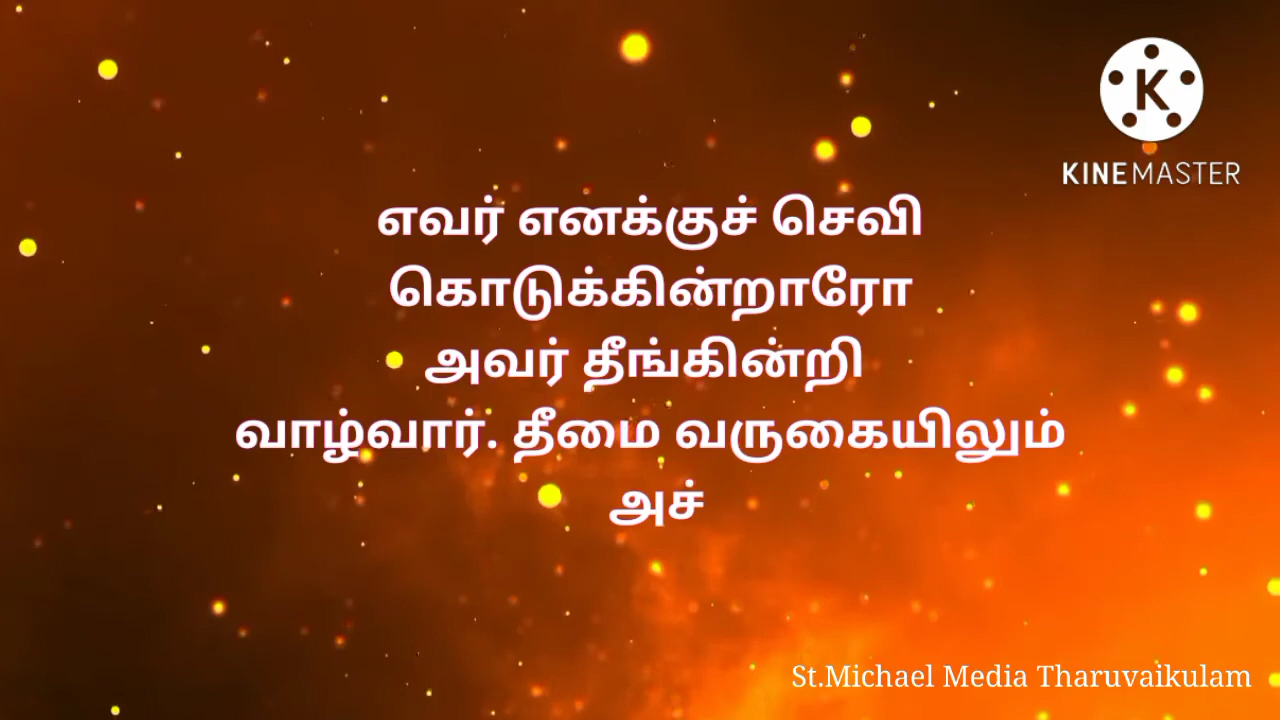 K
KINEMASTER
எவர் எனக்குச் செவி
கொடுக்கின்றாரோ
அவர் தீங்கின்றி
வாழ்வார். தீமை வருகையிலும்
அச்
St.Michael Media Tharuvaikulam